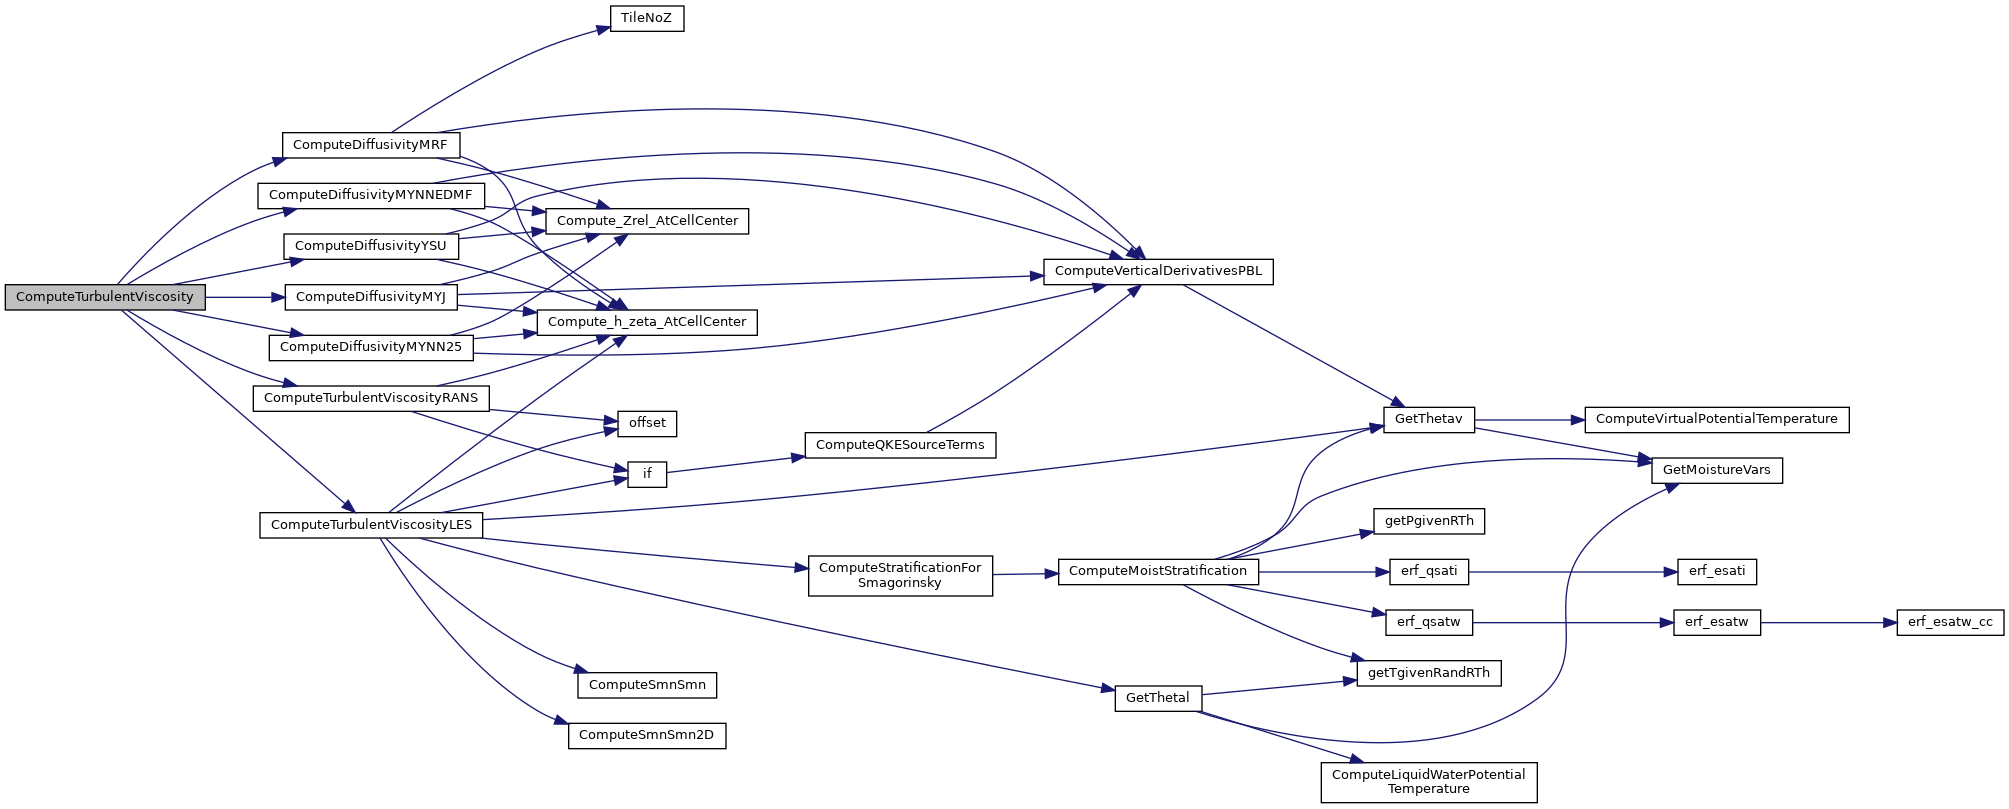 TileNoZ
ComputeDiffusivityMRF
ComputeDiffusivityMYNNEDMF
Compute_Zrel_AtCellCenter
ComputeDiffusivityYSU
ComputeVerticalDerivativesPBL
ComputeTurbulentViscosity
ComputeDiffusivityMYJ
Compute_h_zeta_AtCellCenter
ComputeDiffusivityMYNN25
ComputeTurbulentViscosityRANS
offset
GetThetav
ComputeVirtualPotentialTemperature
ComputeQKESourceTerms
if
GetMoistureVars
ComputeTurbulentViscosityLES
getPgivenRTh
ComputeStratificationFor
Smagorinsky
ComputeMoistStratification
erf_qsati
erf_esati
erf_qsatw
erf_esatw
erf_esatw_cc
getTgivenRandRTh
ComputeSmnSmn
GetThetal
ComputeSmnSmn2D
ComputeLiquidWaterPotential
Temperature